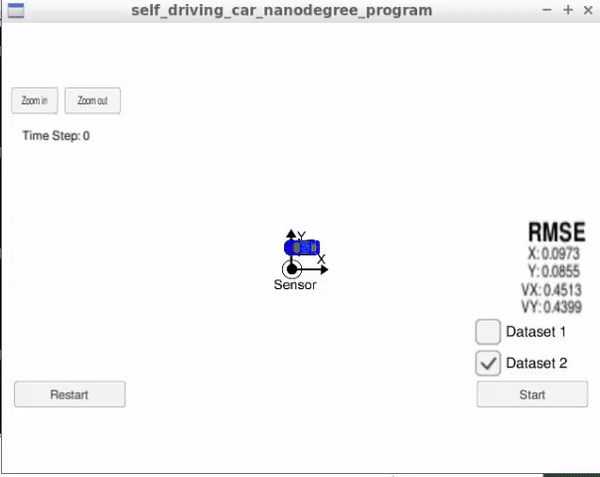 self_driving_car_nanodegree_program
Zoom in
Zoom out
Time Step: 0
Y
X
Sensor
RMSE
X: 0.0973
Y: 0.0855
VX: 0.4513
VY: 0.4399
Dataset 1
Dataset 2
Restart
Start